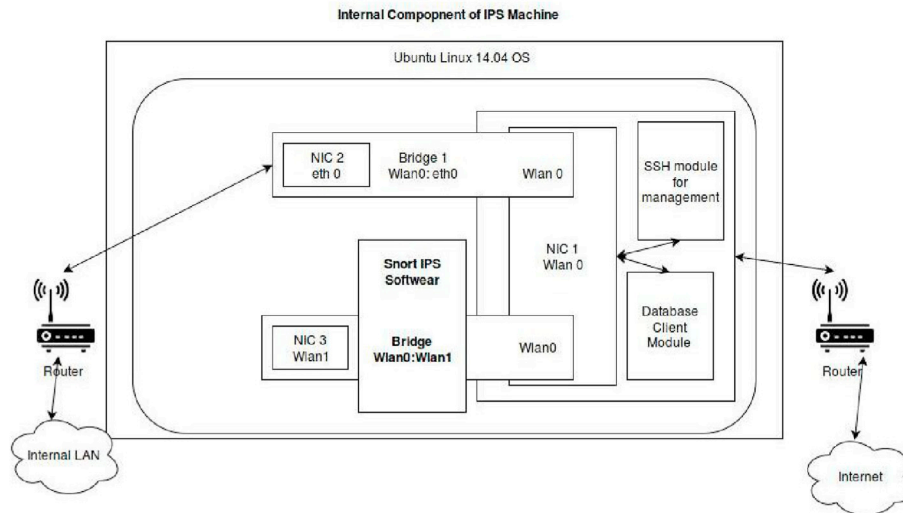 Internal Compopnent of IPS Machine
Ubuntu Linux 14.04 OS
NIC 2
eth 0
Bridge 1
Wlan0: eth0
Wlan 0
SSH module
for
management
NIC 1
Wlan 0
Snort IPS
Softwear
Bridge
Wlan0:Wlan1
NIC 3
Wlan1
Wlan0
Database
Client
Module
Router
Internal LAN
Router
Internet